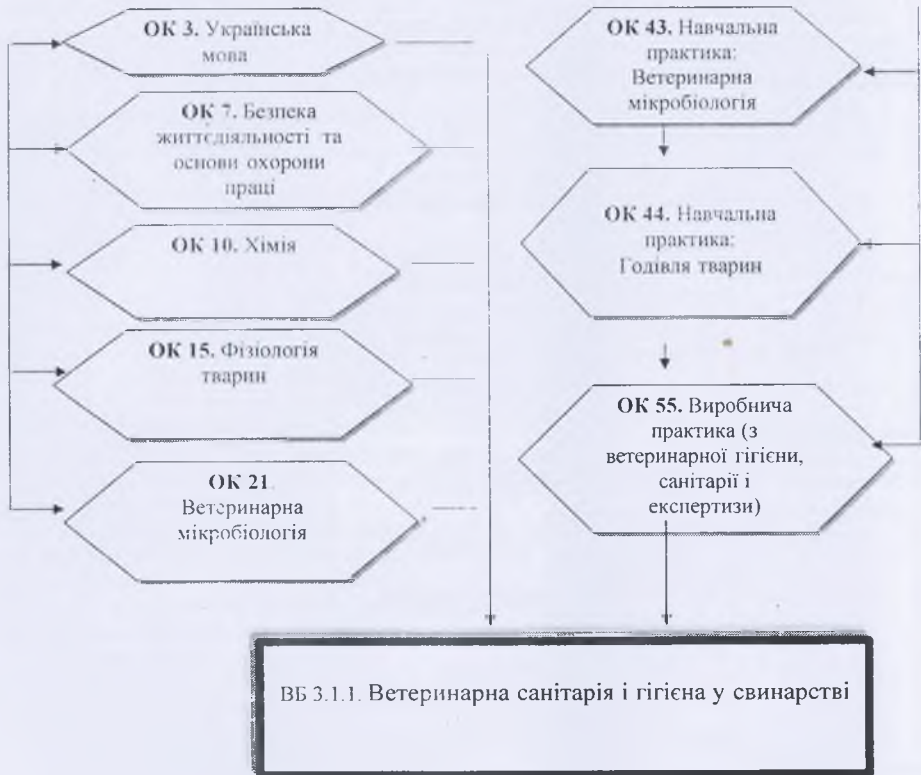 ОК 3. Українська
мова
ОК 7. Безпека
життєдіяльності та
основи охорони
праці
ОК 10. Хімія
ОК 15. Фізіологія
тварин
ОК 21.
Ветеринарна
мікробіологія
ОК 43. Навчальна
практика:
Ветеринарна
мікробіологія
ОК 44. Навчальна
практика:
Годівля тварин
ОК 55. Виробнича
практика (з
ветеринарної гігієни,
санітарії і
експертизи)
ВБ 3.1.1. Ветеринарна санітарія і гігієна у свинарстві